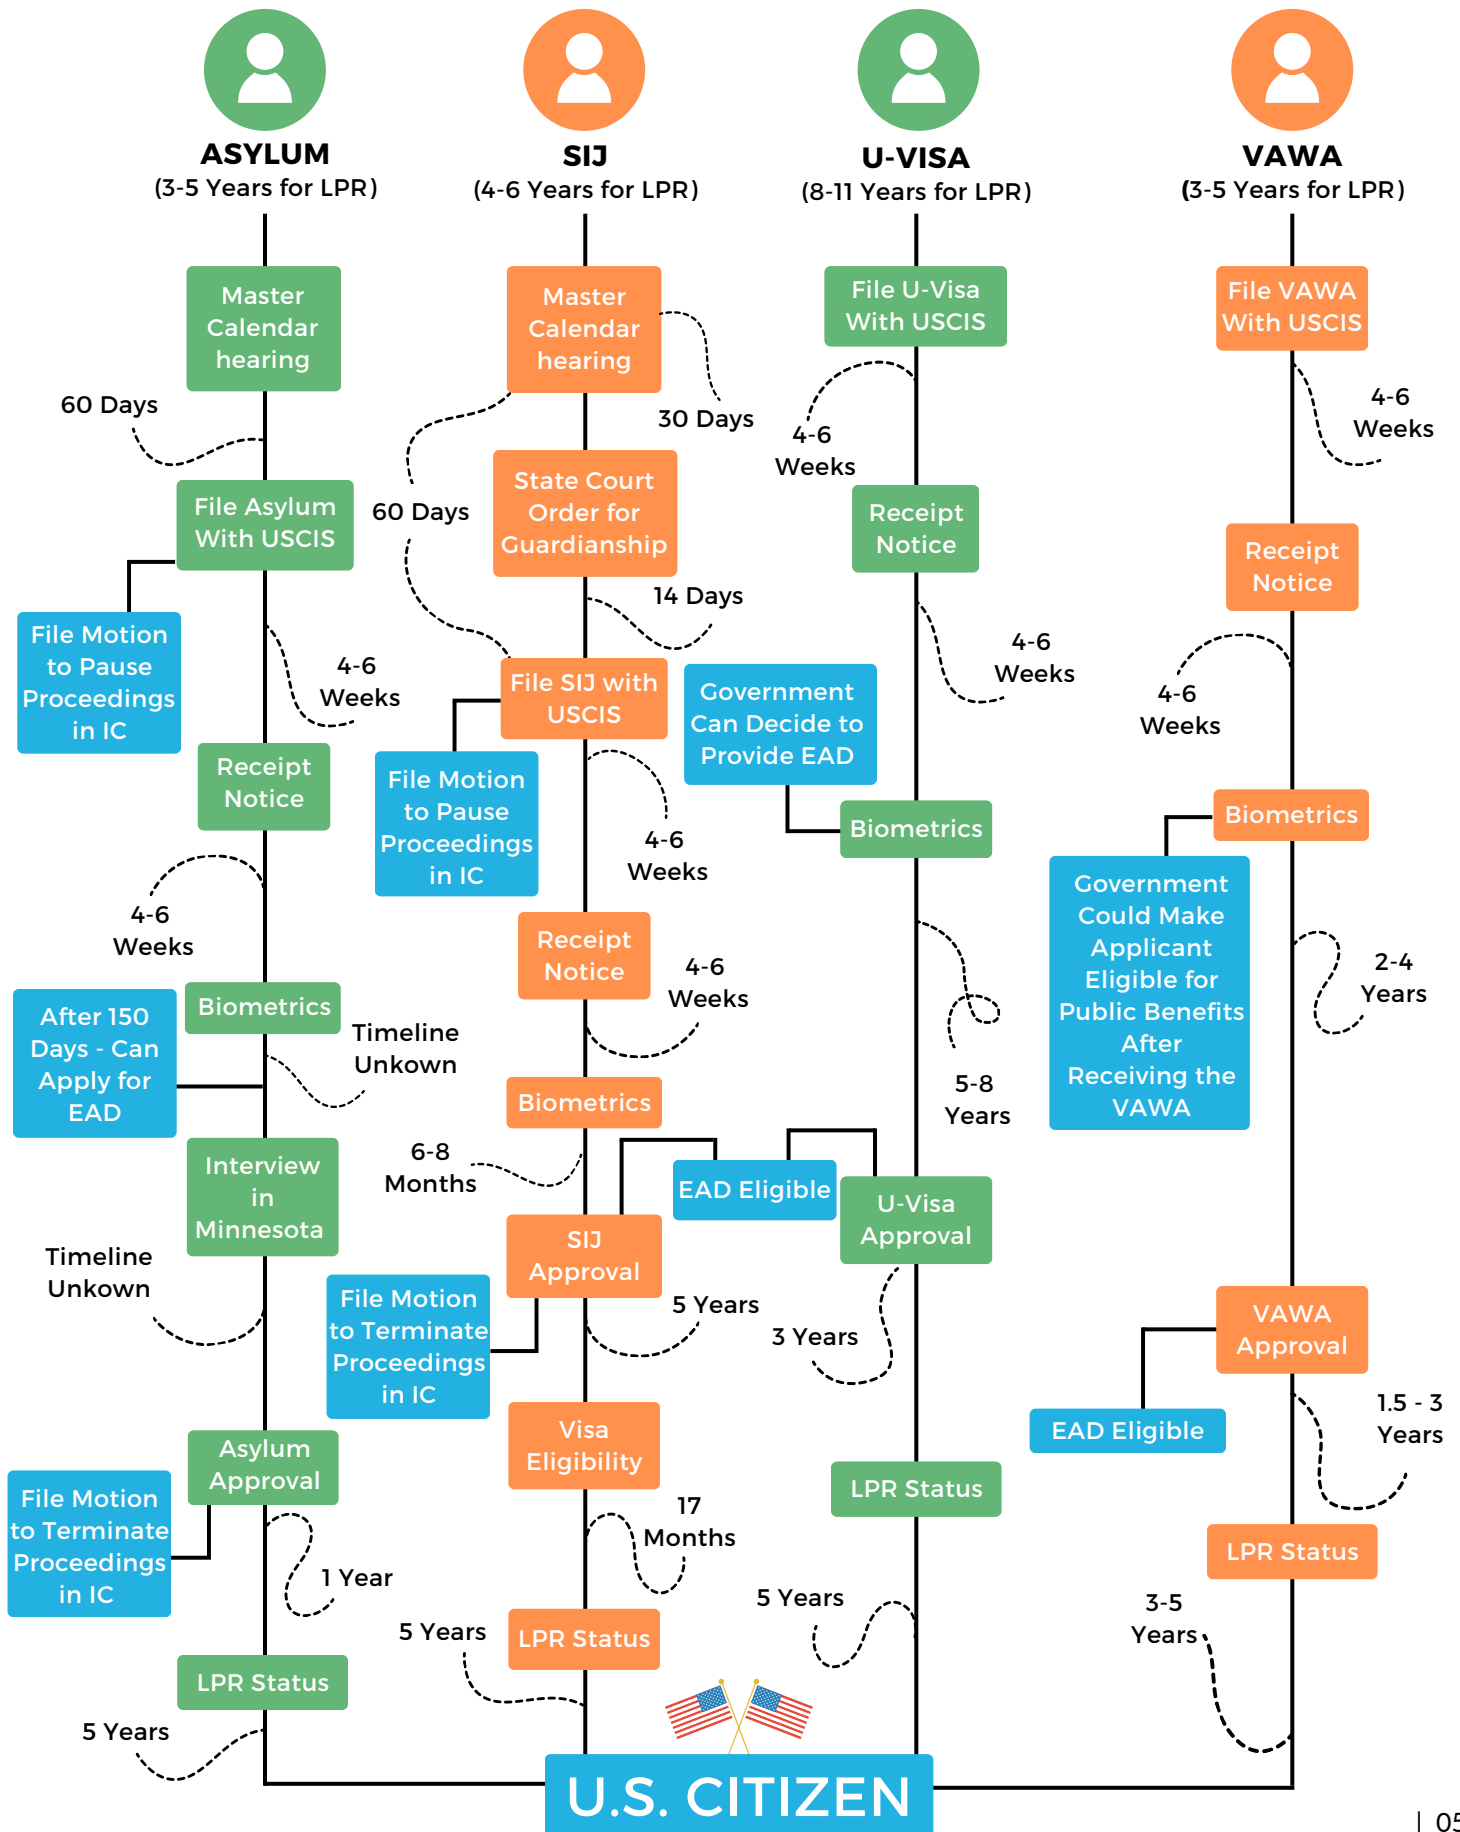 ASYLUM
(3-5 Years for LPR)
Master
Calendar
hearing
60 Days
File Asylum
With USCIS
File Motion
to Pause
Proceedings
in IC
4-6
Weeks
Receipt
Notice
4-6
Weeks
Biometrics
After 150
Days - Can
Apply for
EAD
Timeline
Unkown
Interview
in
Minnesota
Timeline
Unkown
Asylum
Approval
File Motion
to Terminate
Proceedings
in IC
1 Year
LPR Status
5 Years
SIJ
(4-6 Years for LPR)
Master
Calendar
hearing
30 Days
60 Days
State Court
Order for
Guardianship
14 Days
File SIJ with
USCIS
File Motion
to Pause
Proceedings
in IC
4-6
Weeks
Receipt
Notice
4-6
Weeks
Biometrics
6-8
Months
EAD Eligible
SIJ
Approval
File Motion
to Terminate
Proceedings
in IC
5 Years
Visa
Eligibility
17
Months
LPR Status
5 Years
U-VISA
(8-11 Years for LPR)
File U-Visa
With USCIS
4-6
Weeks
Receipt
Notice
4-6
Weeks
Government
Can Decide to
Provide EAD
Biometrics
5-8
Years
U-Visa
Approval
3 Years
LPR Status
5 Years
VAWA
(3-5 Years for LPR)
File VAWA
With USCIS
4-6
Weeks
Receipt
Notice
4-6
Weeks
Biometrics
Government
Could Make
Applicant
Eligible for
Public Benefits
After
Receiving the
VAWA
2-4
Years
VAWA
Approval
EAD Eligible
1.5 - 3
Years
LPR Status
3-5
Years
U.S. CITIZEN
| 05